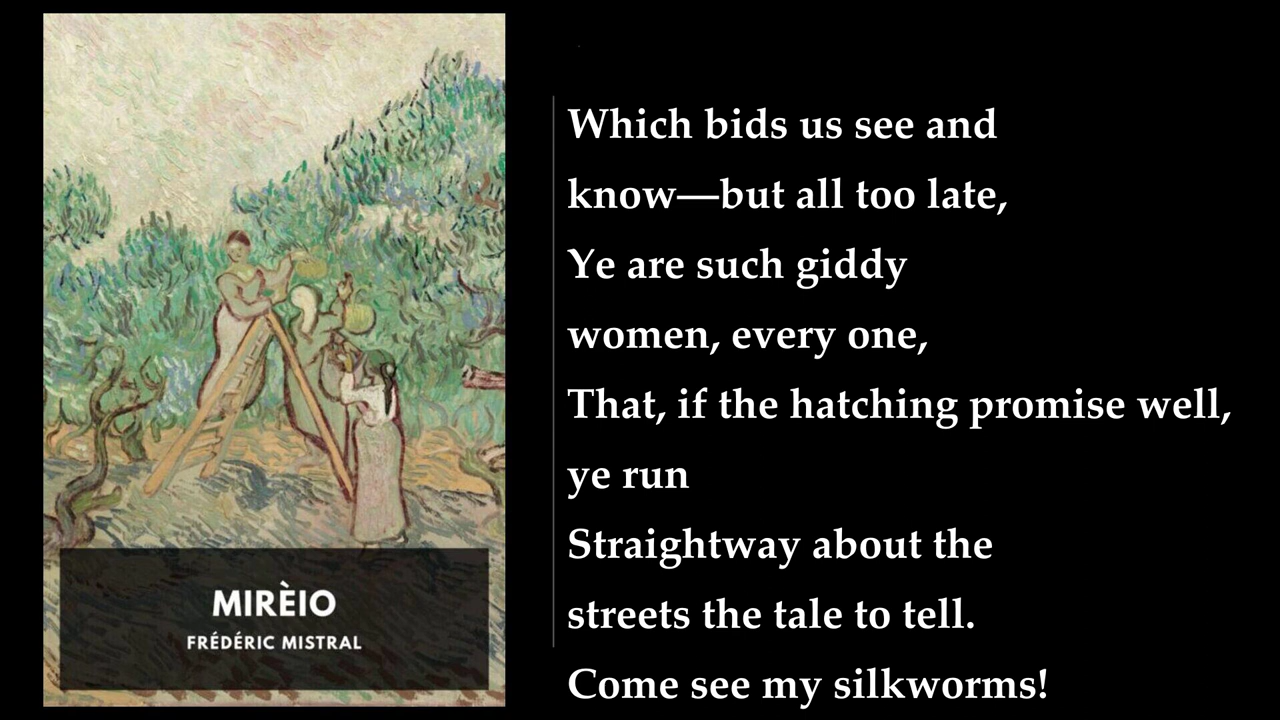 MIRÈIO
FRÉDÉRIC MISTRAL
Which bids us see and
know—but all too late,
Ye are such giddy
women, every one,
That, if the hatching promise well,
ye run
Straightway about the
streets the tale to tell.
Come see my silkworms!